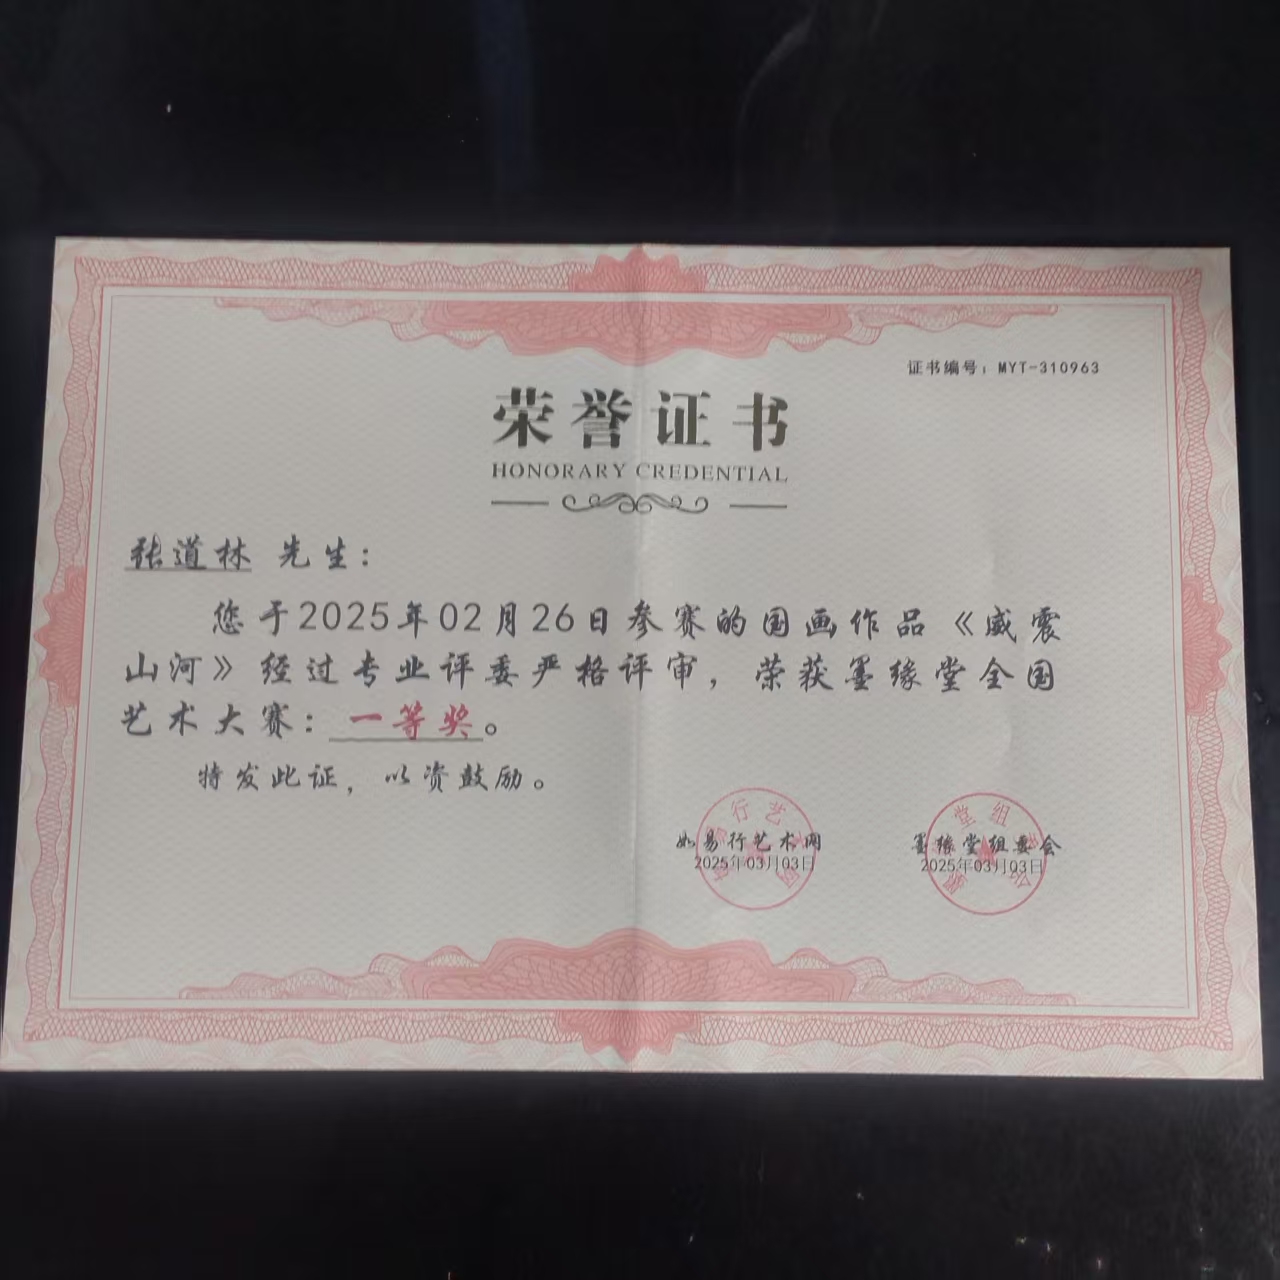 证书编号：MYT-310963
荣誉证书
HONORARY CREDENTIAL
张道林 先生：
您于2025年02月26日参赛的国画作品《威震
山河》经过专业评委严格评审，荣获墨缘堂全国
艺术大赛：一等奖。
特发此证，以资鼓励。
如易行艺术网 墨缘堂组委会
2025年03月03日 2025年03月03日
行艺
堂组